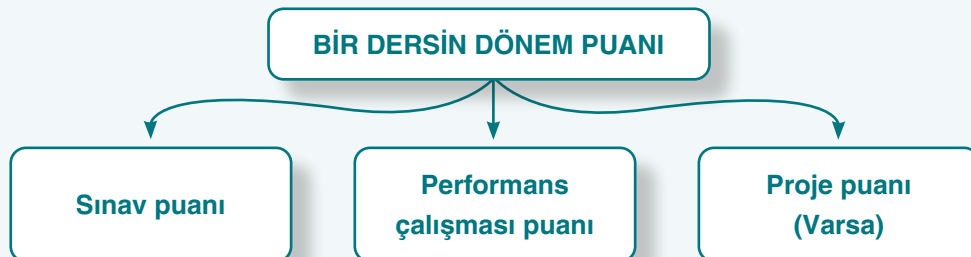 BİR DERSİN DÖNEM PUANI
Sınav puanı
Performans
çalışması puanı
Proje puanı
(Varsa)